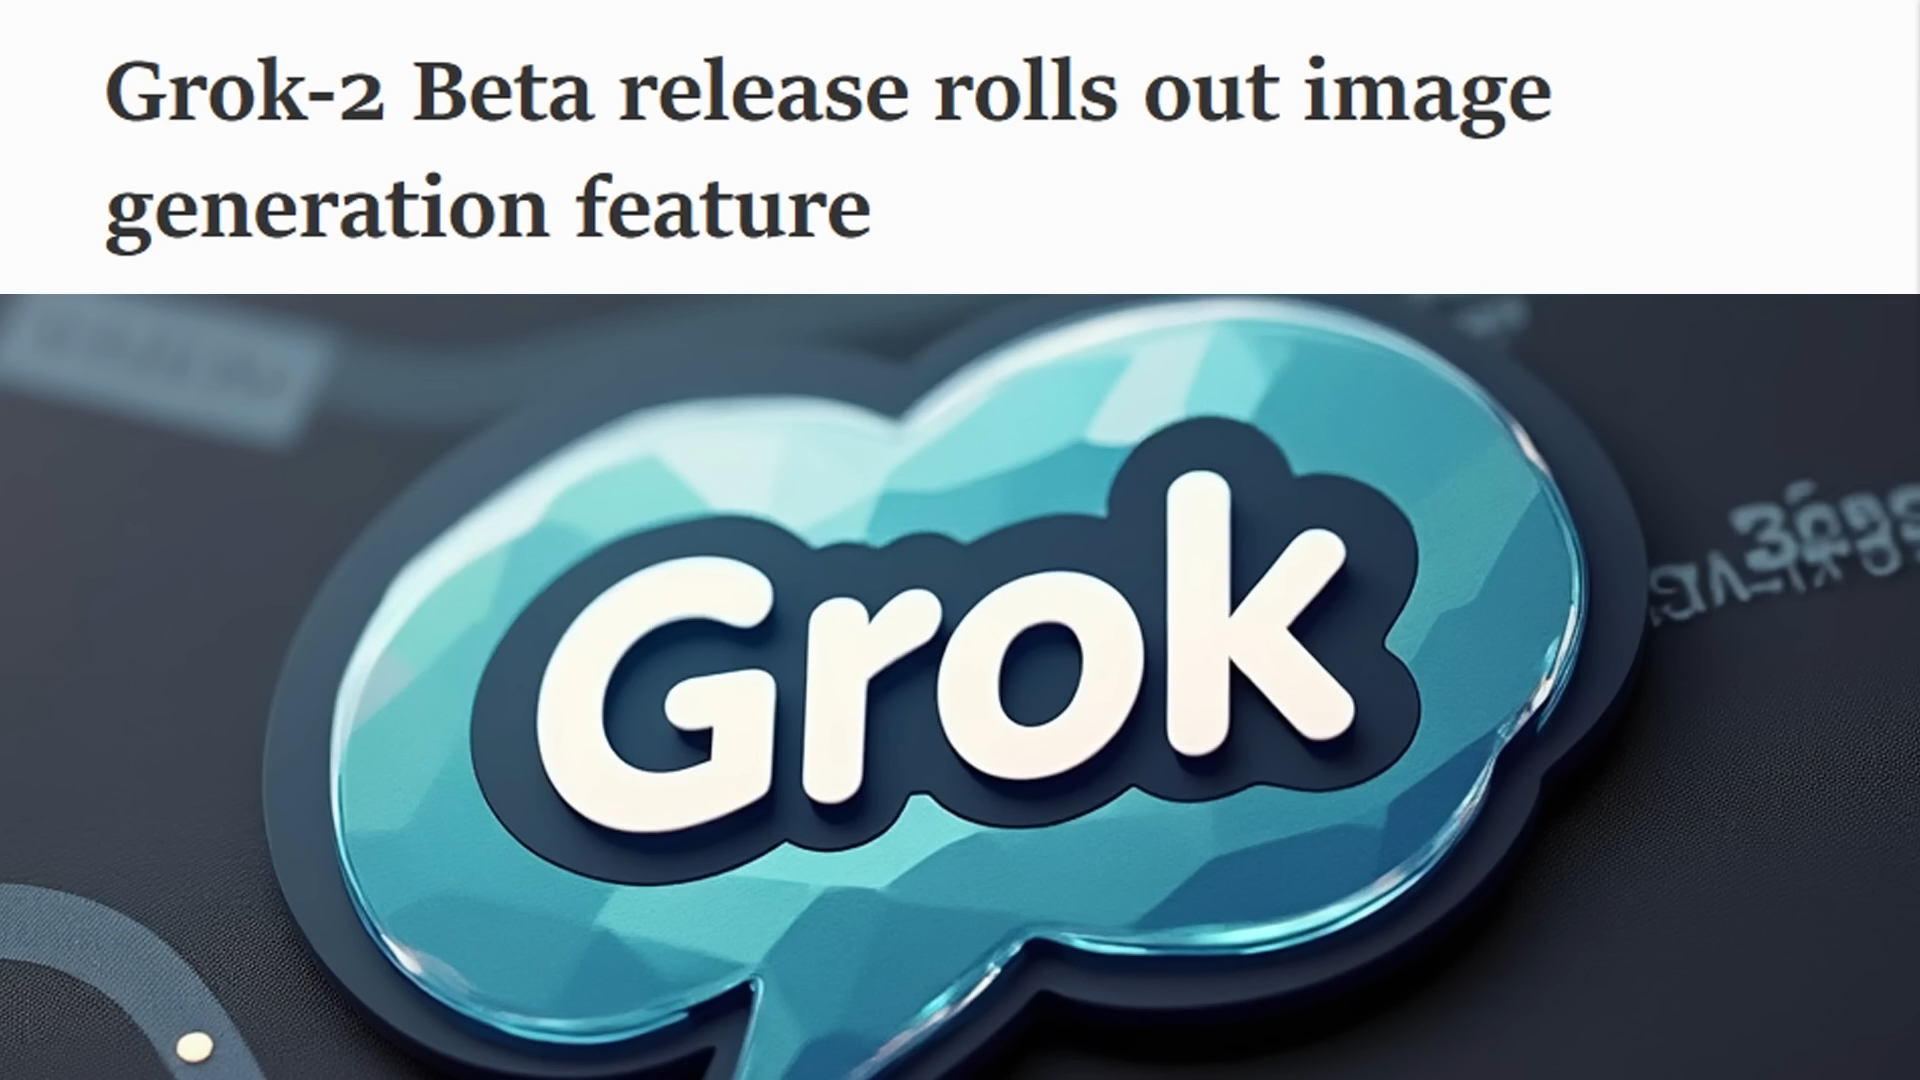 Grok-2 Beta release rolls out image
generation feature
Grok